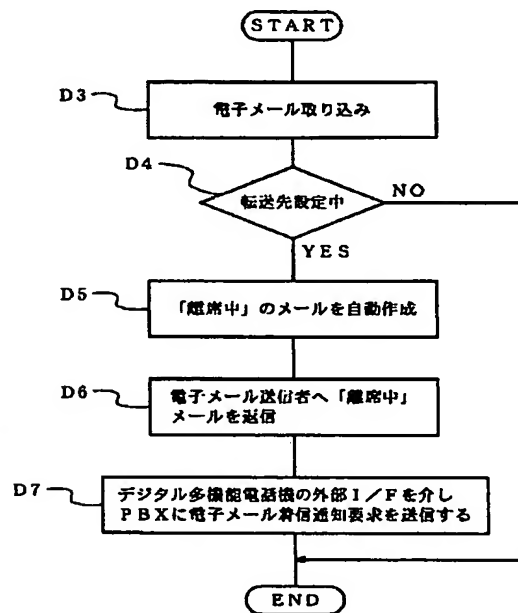 START
D3
電子メール取り込み
D4
転送先設定中
NO
YES
D5
「離席中」のメールを自動作成
D6
電子メール送信者へ「離席中」
メールを返信
D7
デジタル多機能電話機の外部I/Fを介し
PBXに電子メール着信通知要求を送信する
END